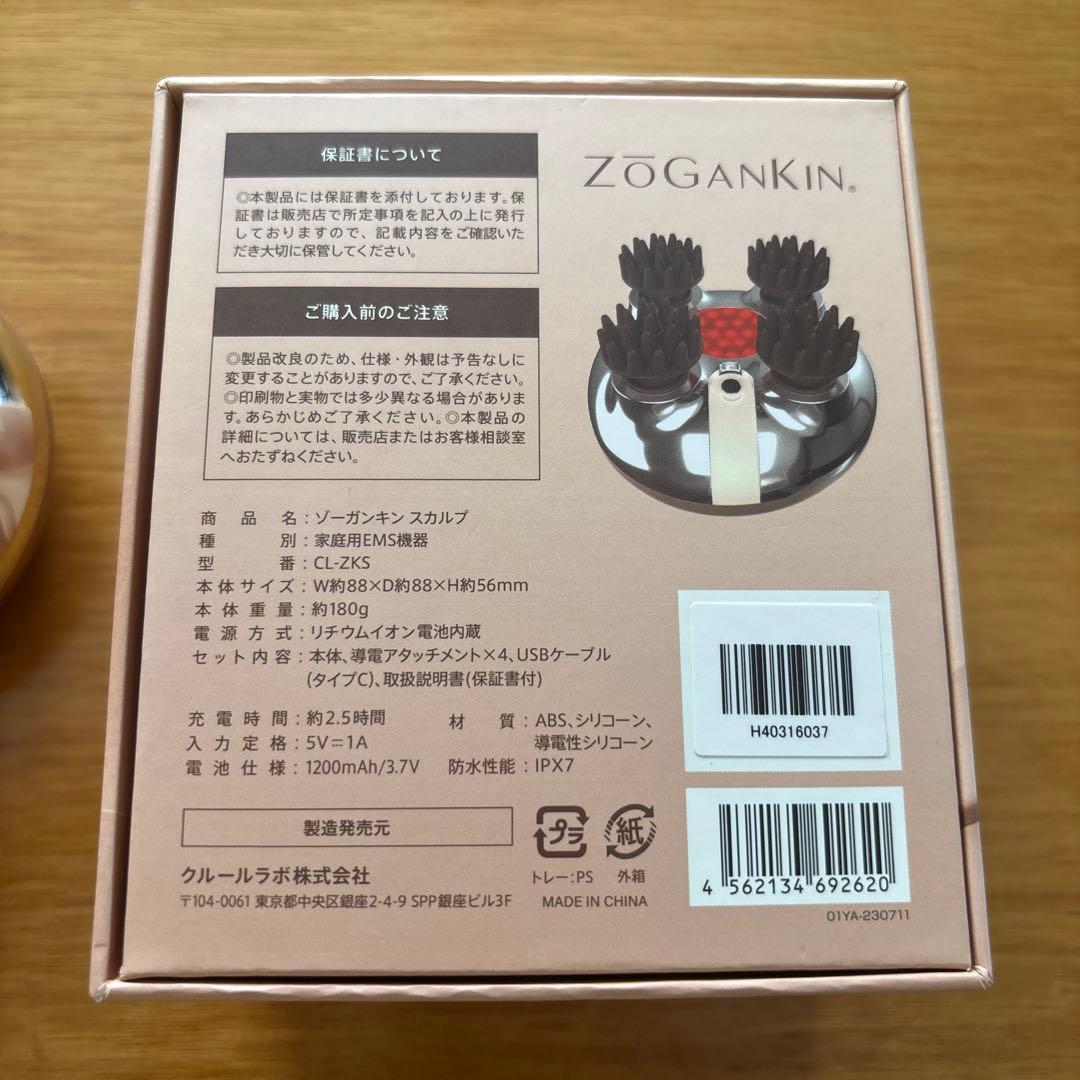 保証書について
◎本製品には保証書を添付しております。保
証書は販売店で所定事項を記入の上に発行
しておりますので、記載内容をご確認いた
だき大切に保管してください。
ご購入前のご注意
◎製品改良のため、仕様・外観は予告なしに
変更することがありますので、ご了承ください。
◎印刷物と実物では多少異なる場合がありま
す。あらかじめご了承ください。◎本製品の
詳細については、販売店またはお客様相談室
へおたずねください。
ZŌGANKIN®
商品名：ゾーガンキン スカルプ
種別：家庭用EMS機器
型番：CL-ZKS
本体サイズ：W約88×D約88×H約56mm
本体重量：約180g
電源方式：リチウムイオン電池内蔵
セット内容：本体、導電アタッチメント×4、USBケーブル
(タイプC)、取扱説明書(保証書付)
充電時間：約2.5時間
入力定格：5V⎓1A
電池仕様：1200mAh/3.7V
材質：ABS、シリコーン、
導電性シリコーン
防水性能：IPX7
製造発売元
クルールラボ株式会社
〒104-0061 東京都中央区銀座2-4-9 SPP銀座ビル3F
プラ
紙
トレー：PS
外箱
MADE IN CHINA
H40316037
4 562134 692620
01YA-230711